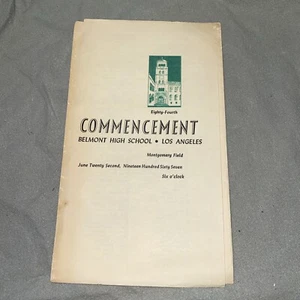 Eighty-Fourth
COMMENCEMENT
BELMONT HIGH SCHOOL • LOS ANGELES
Montgomery Field
June Twenty Second, Nineteen Hundred Sixty Seven
Six o'clock